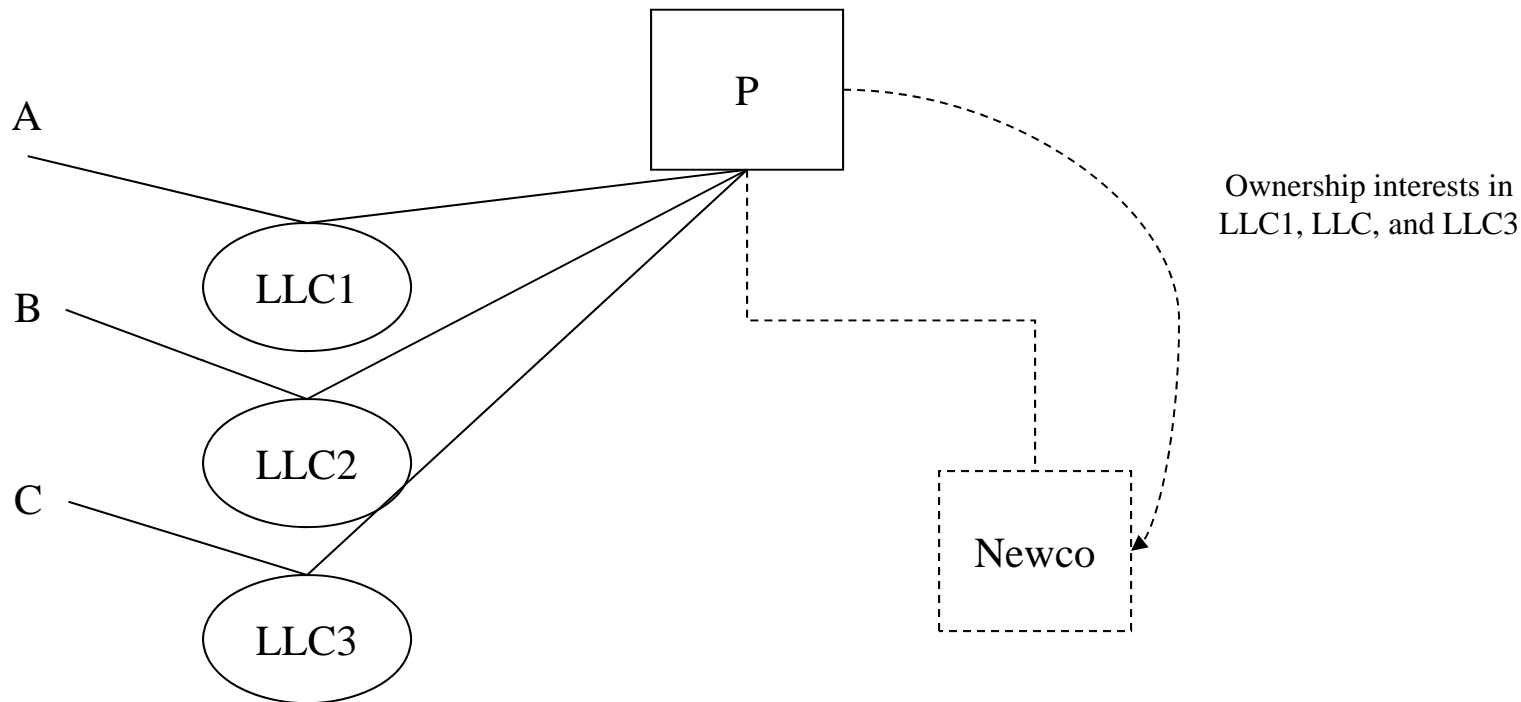 P
A
Ownership interests in
LLC1, LLC, and LLC3
LLC1
B
LLC2
C
Newco
LLC3